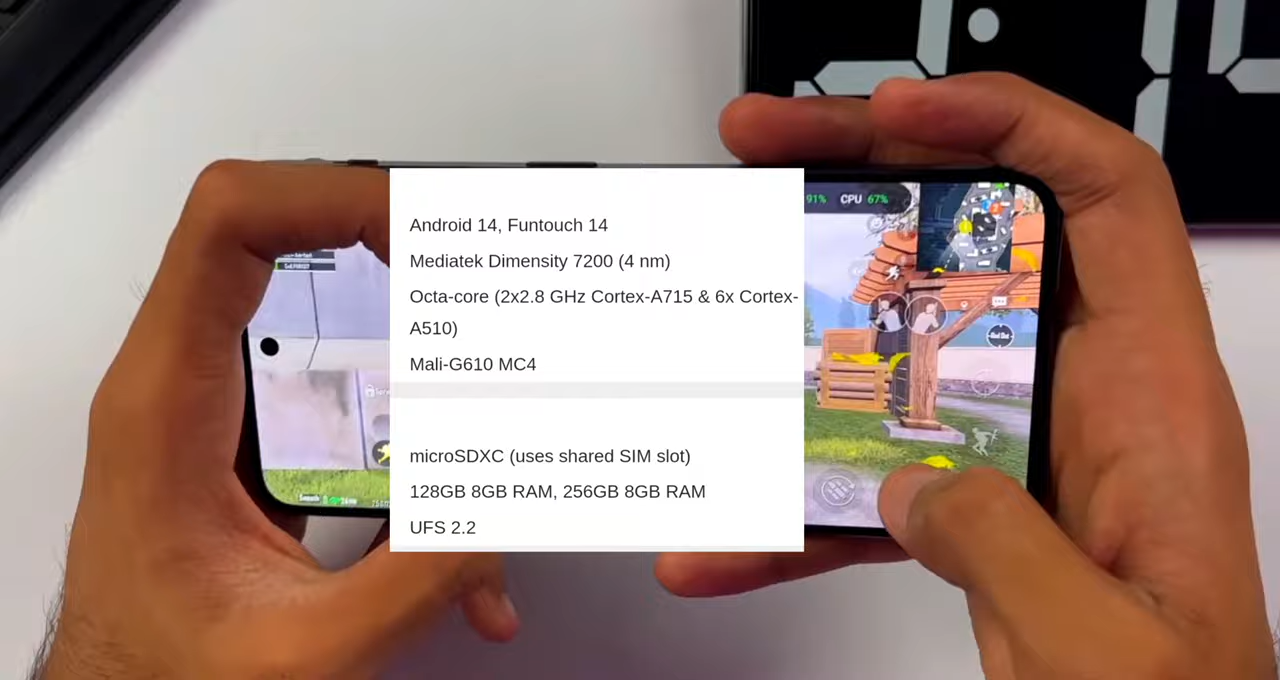 91% CPU 67%
Android 14, Funtouch 14
Mediatek Dimensity 7200 (4 nm)
Octa-core (2x2.8 GHz Cortex-A715 & 6x Cortex-
A510)
Mali-G610 MC4
microSDXC (uses shared SIM slot)
128GB 8GB RAM, 256GB 8GB RAM
UFS 2.2
Smooth